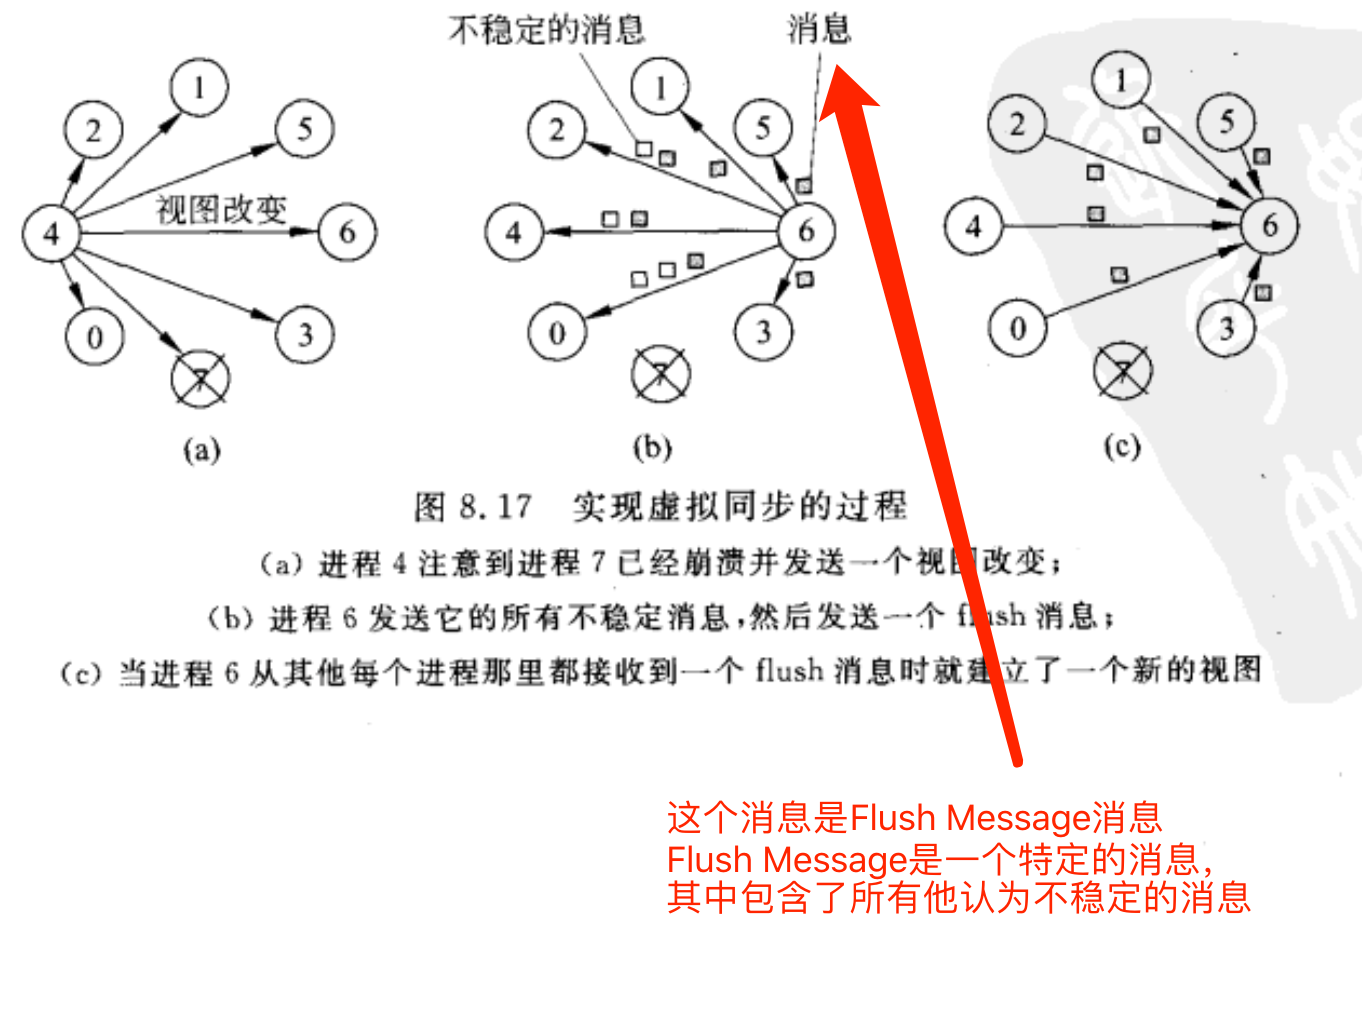 不稳定的消息 消息
1 1 1
2 5 2 5 2 5
视图改变
4 6 4 6 4 6
0 3 0 3 0 3
7 7 7
(a) (b) (c)
图 8.17 实现虚拟同步的过程
(a) 进程 4 注意到进程 7 已经崩溃并发送一个视图改变;
(b) 进程 6 发送它的所有不稳定消息,然后发送一个 flush 消息;
(c) 当进程 6 从其他每个进程那里都接收到一个 flush 消息时就建立了一个新的视图
这个消息是Flush Message消息
Flush Message是一个特定的消息,
其中包含了所有他认为不稳定的消息